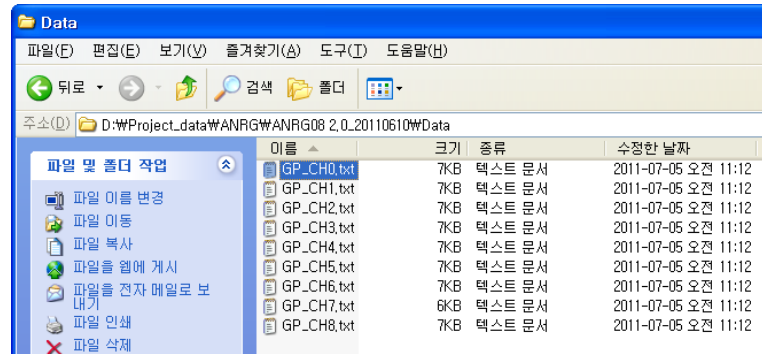 Data
파일(F) 편집(E) 보기(V) 즐겨찾기(A) 도구(T) 도움말(H)
뒤로 검색 폴더
주소(D) D:₩Project_data₩ANRG₩ANRG08 2,0_20110610₩Data
파일 및 폴더 작업
파일 이름 변경
파일 이동
파일 복사
파일을 웹에 게시
파일을 전자 메일로 보
내기
파일 인쇄
파일 삭제
이름 크기 종류 수정한 날짜
GP_CH0,txt 7KB 텍스트 문서 2011-07-05 오전 11:12
GP_CH1,txt 7KB 텍스트 문서 2011-07-05 오전 11:12
GP_CH2,txt 7KB 텍스트 문서 2011-07-05 오전 11:12
GP_CH3,txt 7KB 텍스트 문서 2011-07-05 오전 11:12
GP_CH4,txt 7KB 텍스트 문서 2011-07-05 오전 11:12
GP_CH5,txt 7KB 텍스트 문서 2011-07-05 오전 11:12
GP_CH6,txt 7KB 텍스트 문서 2011-07-05 오전 11:12
GP_CH7,txt 6KB 텍스트 문서 2011-07-05 오전 11:12
GP_CH8,txt 7KB 텍스트 문서 2011-07-05 오전 11:12